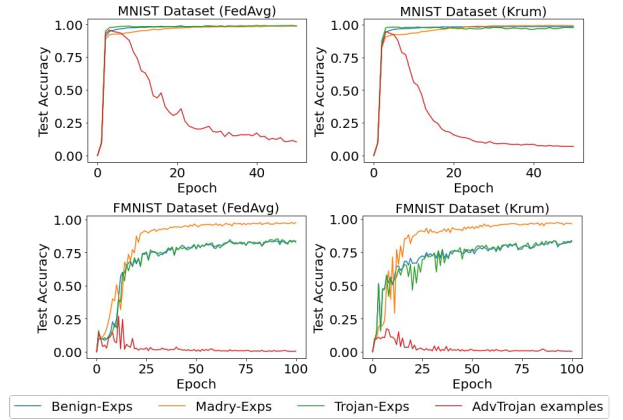 MNIST Dataset (FedAvg)
1.00
0.75
0.50
0.25
0.00
Test Accuracy
0 20 40
Epoch
MNIST Dataset (Krum)
1.00
0.75
0.50
0.25
0.00
Test Accuracy
0 20 40
Epoch
FMNIST Dataset (FedAvg)
1.00
0.75
0.50
0.25
0.00
Test Accuracy
0 25 50 75 100
Epoch
FMNIST Dataset (Krum)
1.00
0.75
0.50
0.25
0.00
Test Accuracy
0 25 50 75 100
Epoch
Benign-Exps Madry-Exps Trojan-Exps AdvTrojan examples